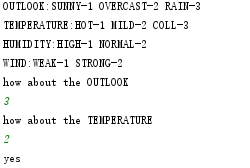 OUTLOOK:SUNNY-1 OVERCAST-2 RAIN-3
TEMPERATURE:HOT-1 MILD-2 COLL-3
HUMIDITY:HIGH-1 NORMAL-2
WIND:WEAK-1 STRONG-2
how about the OUTLOOK
3
how about the TEMPERATURE
2
yes